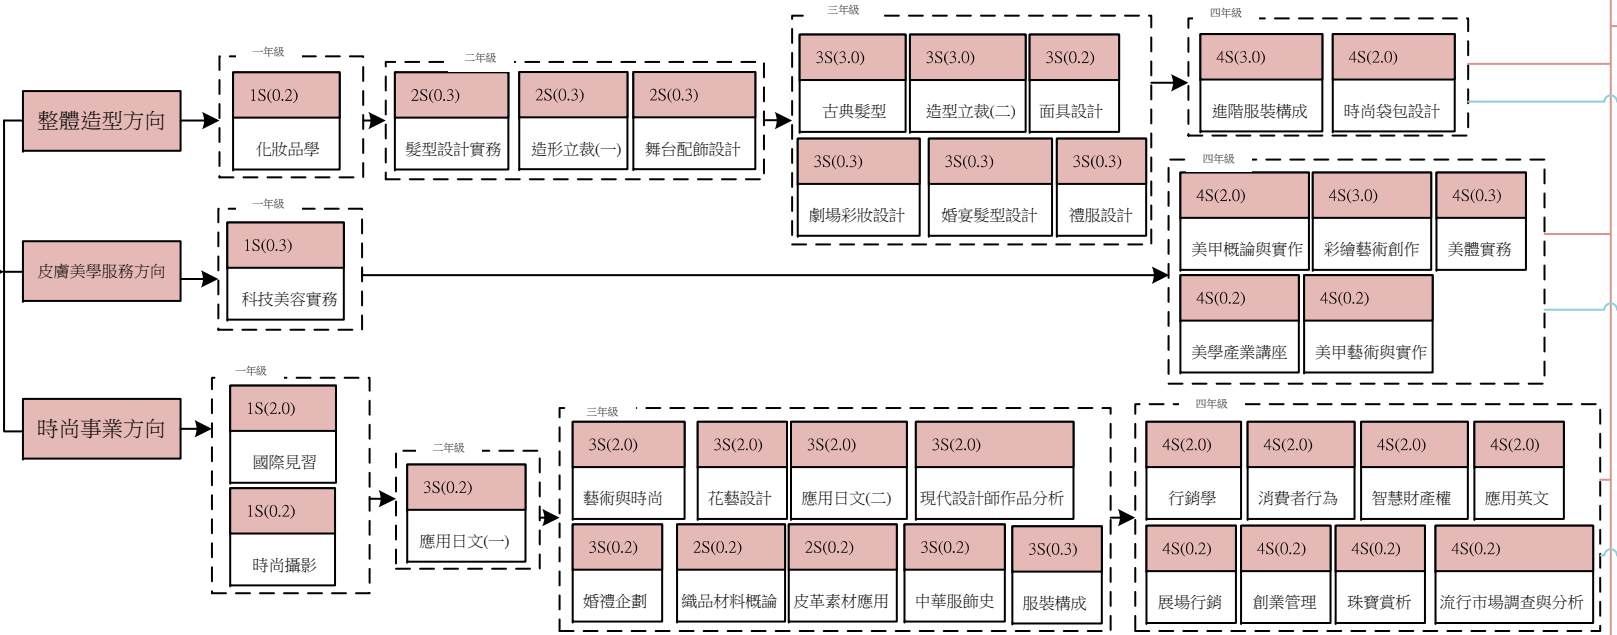 整體造型方向
一年級
1S(0.2)
化妝品學
二年級
2S(0.3)
髮型設計實務
2S(0.3)
造形立裁(一)
2S(0.3)
舞台配飾設計
三年級
3S(3.0)
古典髮型
3S(3.0)
造型立裁(二)
3S(0.2)
面具設計
3S(0.3)
劇場彩妝設計
3S(0.3)
婚宴髮型設計
3S(0.3)
禮服設計
四年級
4S(3.0)
進階服裝構成
4S(2.0)
時尚袋包設計
皮膚美學服務方向
一年級
1S(0.3)
科技美容實務
四年級
4S(2.0)
美甲概論與實作
4S(3.0)
彩繪藝術創作
4S(0.3)
美體實務
4S(0.2)
美學產業講座
4S(0.2)
美甲藝術與實作
時尚事業方向
一年級
1S(2.0)
國際見習
1S(0.2)
時尚攝影
二年級
3S(0.2)
應用日文(一)
三年級
3S(2.0)
藝術與時尚
3S(2.0)
花藝設計
3S(2.0)
應用日文(二)
3S(2.0)
現代設計師作品分析
3S(0.2)
婚禮企劃
2S(0.2)
織品材料概論
2S(0.2)
皮革素材應用
3S(0.2)
中華服飾史
3S(0.3)
服裝構成
四年級
4S(2.0)
行銷學
4S(2.0)
消費者行為
4S(2.0)
智慧財產權
4S(2.0)
應用英文
4S(0.2)
展場行銷
4S(0.2)
創業管理
4S(0.2)
珠寶賞析
4S(0.2)
流行市場調查與分析